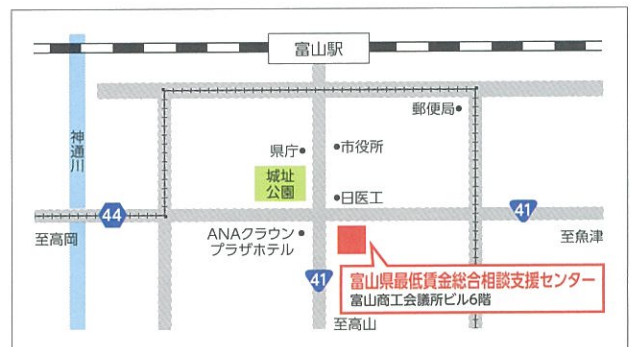 富山駅
神通川
郵便局
県庁
市役所
城址
公園
日医工
44
41
至高岡
ANAクラウン
プラザホテル
至魚津
41
富山県最低賃金総合相談支援センター
富山商工会議所ビル6階
至高山